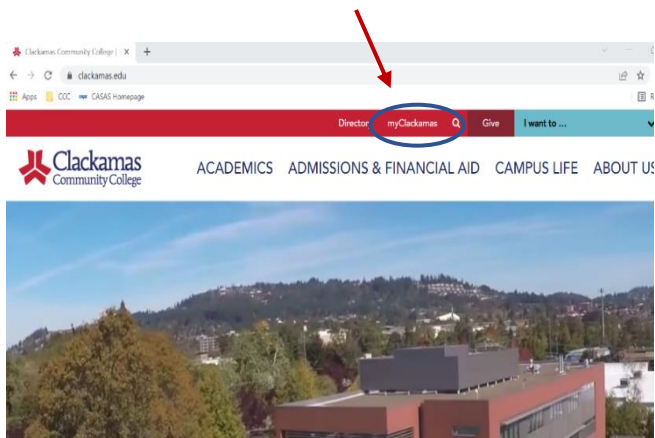 Clackamas Community College | X +
clackamas.edu
Apps CCC CASAS Homepage
Director myClackamas Give I want to ...
Clackamas
Community College
ACADEMICS ADMISSIONS & FINANCIAL AID CAMPUS LIFE ABOUT US